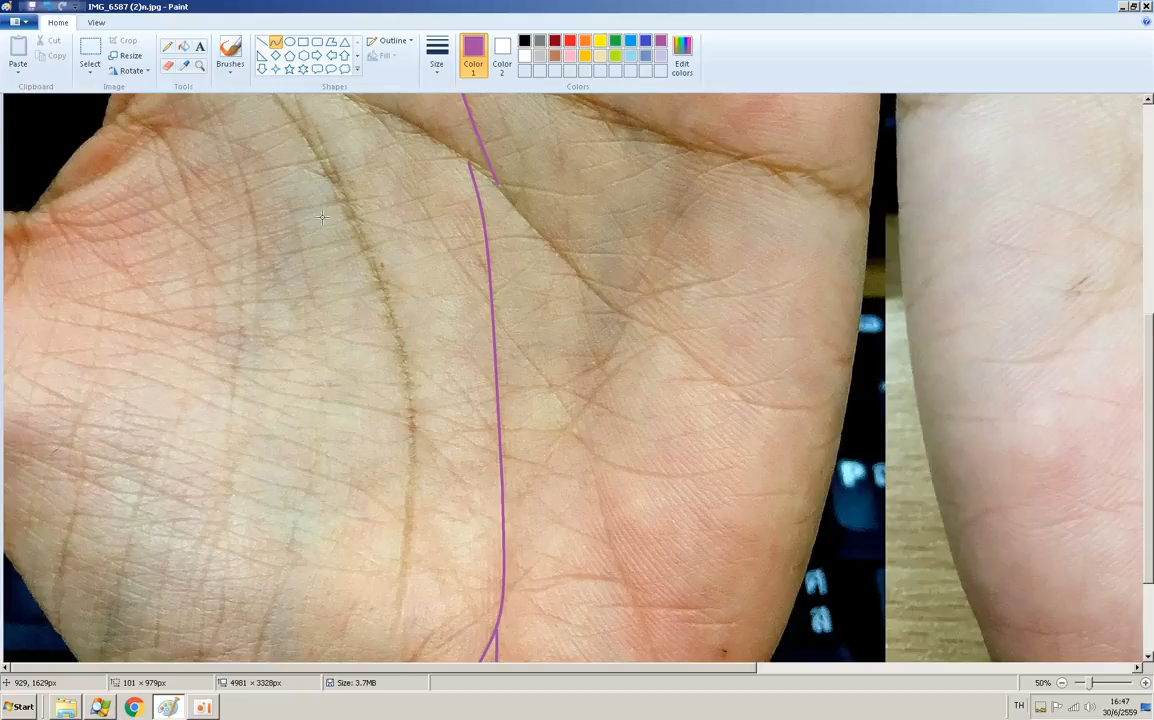 IMG_6587 (2)n.jpg - Paint
Home
View
Paste
Cut
Copy
Clipboard
Select
Crop
Resize
Rotate
Image
A
Tools
Brushes
Outline
Fill
Shapes
Size
Color
1
Color
2
Edit
colors
Colors
929, 1629px
101 × 979px
4981 × 3328px
Size: 3.7MB
50%
Start
TH
16:47
30/6/2559